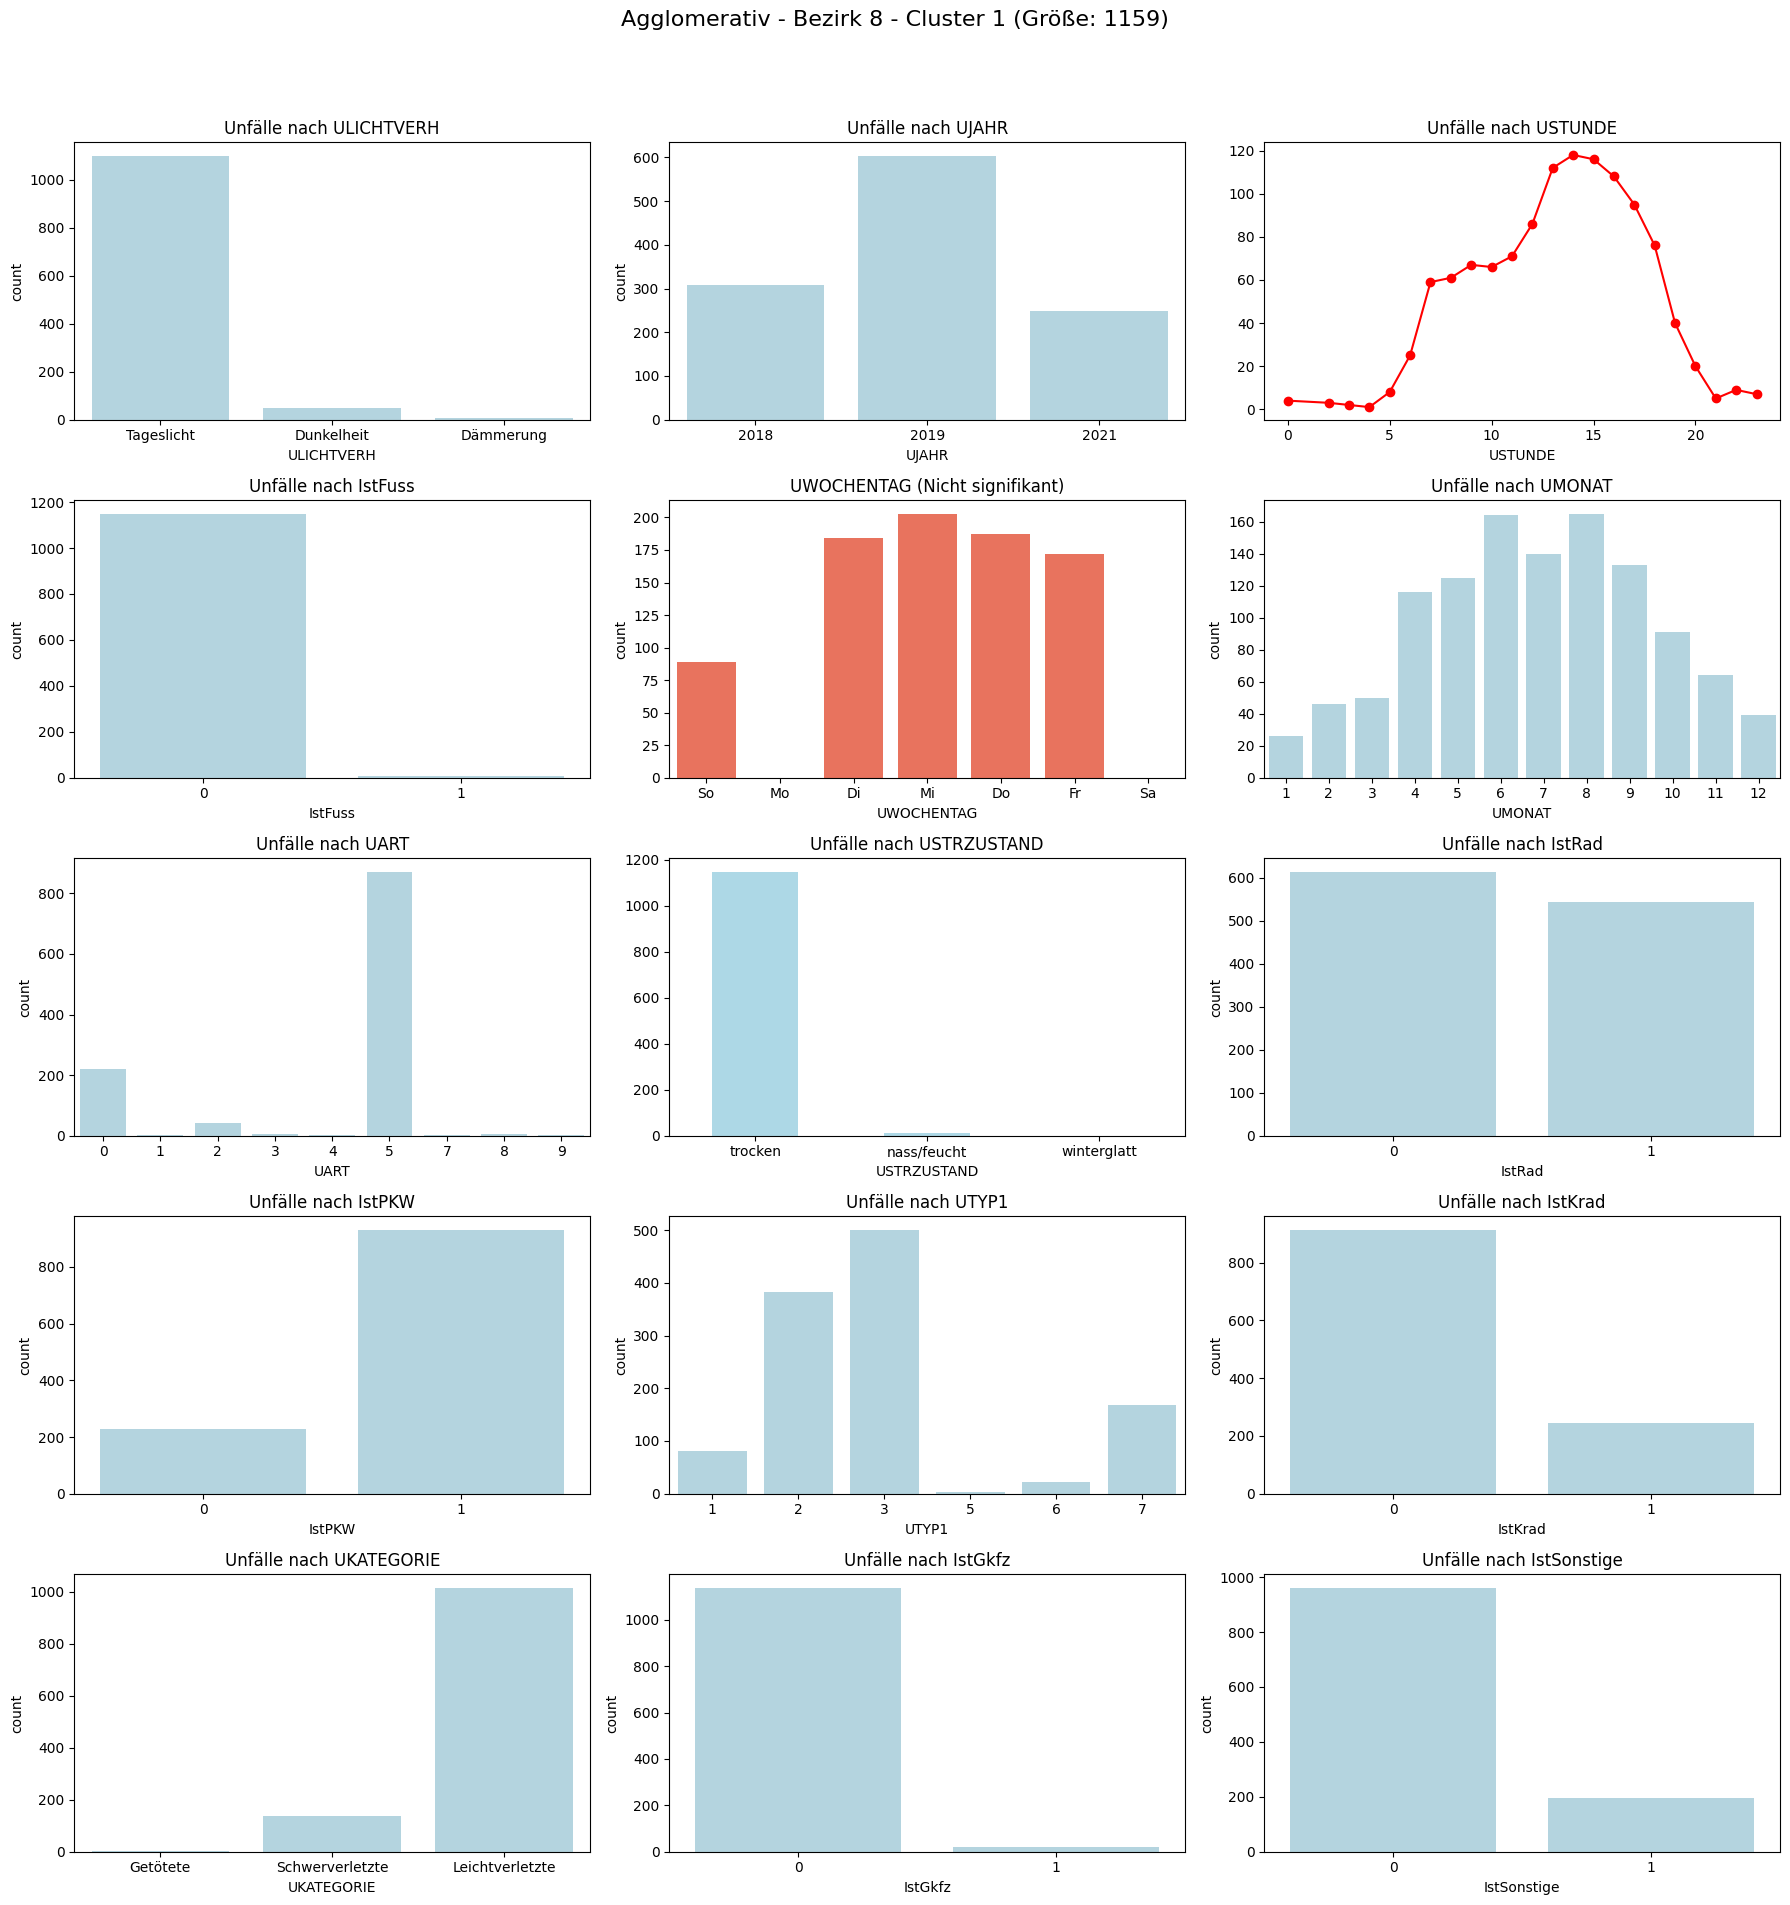 Agglomerativ - Bezirk 8 - Cluster 1 (Größe: 1159)
Unfälle nach ULICHTVERH
count
1000
800
600
400
200
0
Tageslicht Dunkelheit Dämmerung
ULICHTVERH
Unfälle nach UJAHR
count
600
500
400
300
200
100
0
2018 2019 2021
UJAHR
Unfälle nach USTUNDE
120
100
80
60
40
20
0
0 5 10 15 20
USTUNDE
Unfälle nach IstFuss
count
1200
1000
800
600
400
200
0
0 1
IstFuss
UWOCHENTAG (Nicht signifikant)
count
200
175
150
125
100
75
50
25
0
So Mo Di Mi Do Fr Sa
UWOCHENTAG
Unfälle nach UMONAT
count
160
140
120
100
80
60
40
20
0
1 2 3 4 5 6 7 8 9 10 11 12
UMONAT
Unfälle nach UART
count
800
600
400
200
0
0 1 2 3 4 5 7 8 9
UART
Unfälle nach USTRZUSTAND
1200
1000
800
600
400
200
0
trocken nass/feucht winterglatt
USTRZUSTAND
Unfälle nach IstRad
count
600
500
400
300
200
100
0
0 1
IstRad
Unfälle nach IstPKW
count
800
600
400
200
0
0 1
IstPKW
Unfälle nach UTYP1
count
500
400
300
200
100
0
1 2 3 5 6 7
UTYP1
Unfälle nach IstKrad
count
800
600
400
200
0
0 1
IstKrad
Unfälle nach UKATEGORIE
count
1000
800
600
400
200
0
Getötete Schwerverletzte Leichtverletzte
UKATEGORIE
Unfälle nach IstGkfz
count
1000
800
600
400
200
0
0 1
IstGkfz
Unfälle nach IstSonstige
count
1000
800
600
400
200
0
0 1
IstSonstige